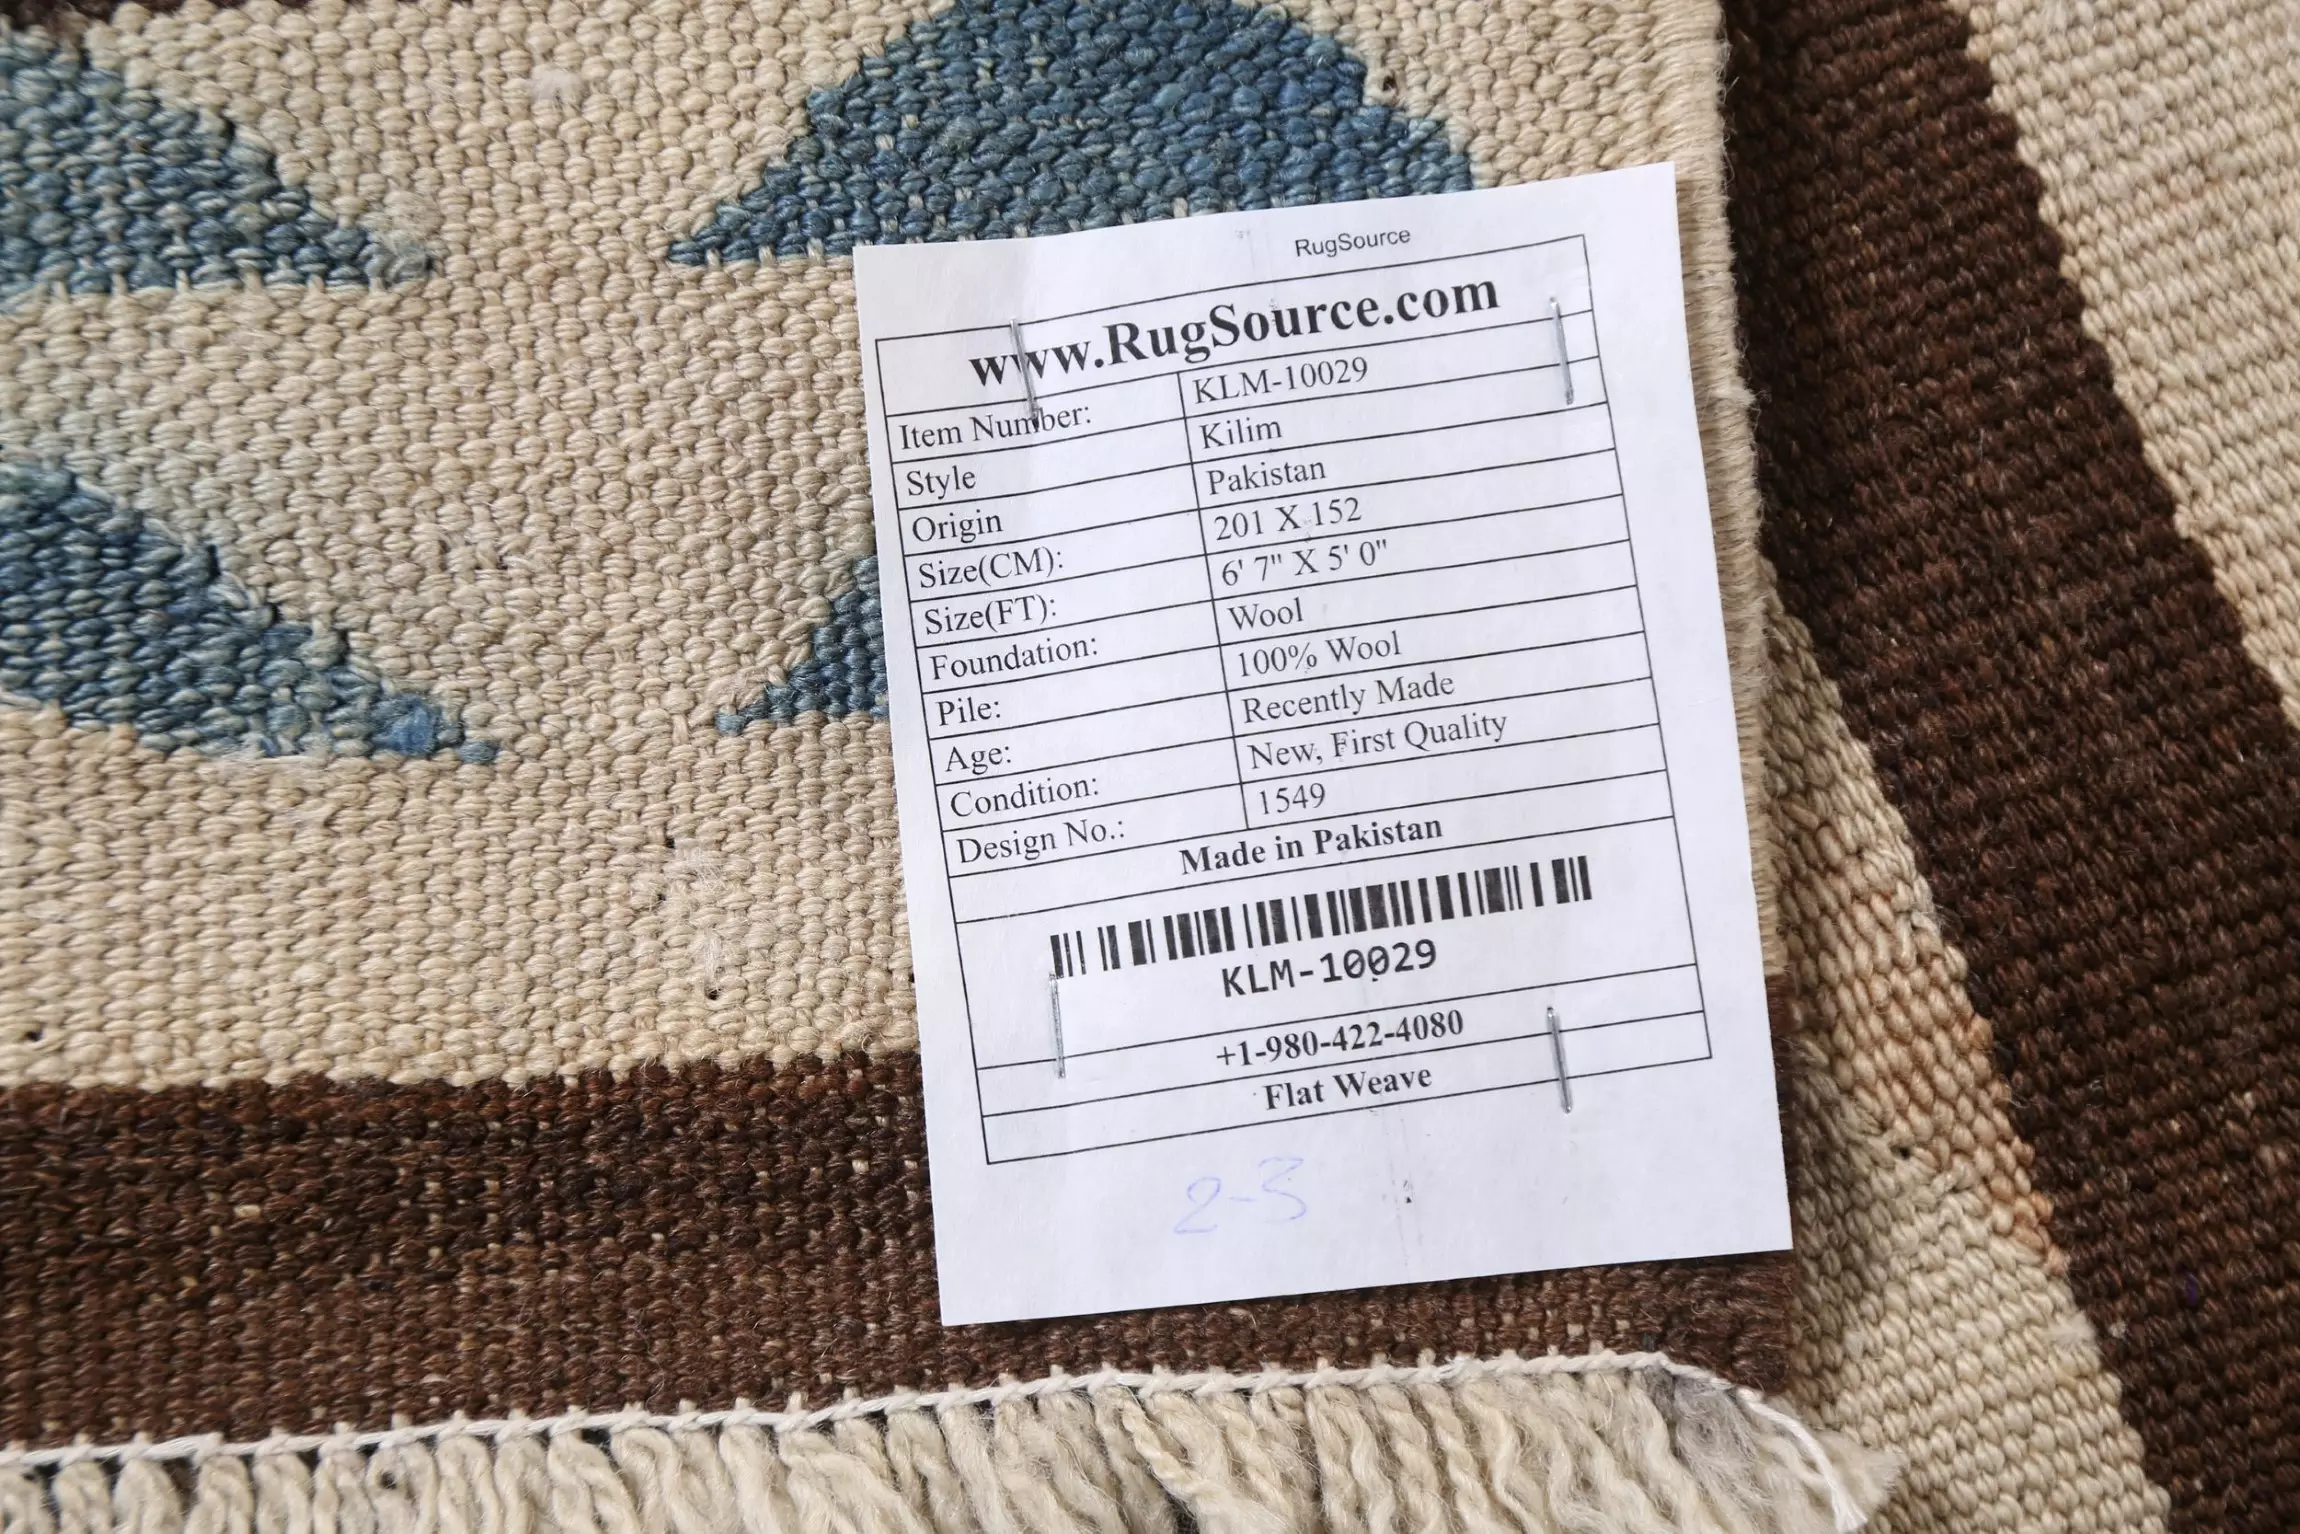 RugSource
www.RugSource.com
Item Number: KLM-10029
Style Kilim
Origin Pakistan
Size(CM): 201 X 152
Size(FT): 6' 7" X 5' 0"
Foundation: Wool
Pile: 100% Wool
Age: Recently Made
Condition: New, First Quality
Design No.: 1549
Made in Pakistan
KLM-10029
+1-980-422-4080
Flat Weave
2-3